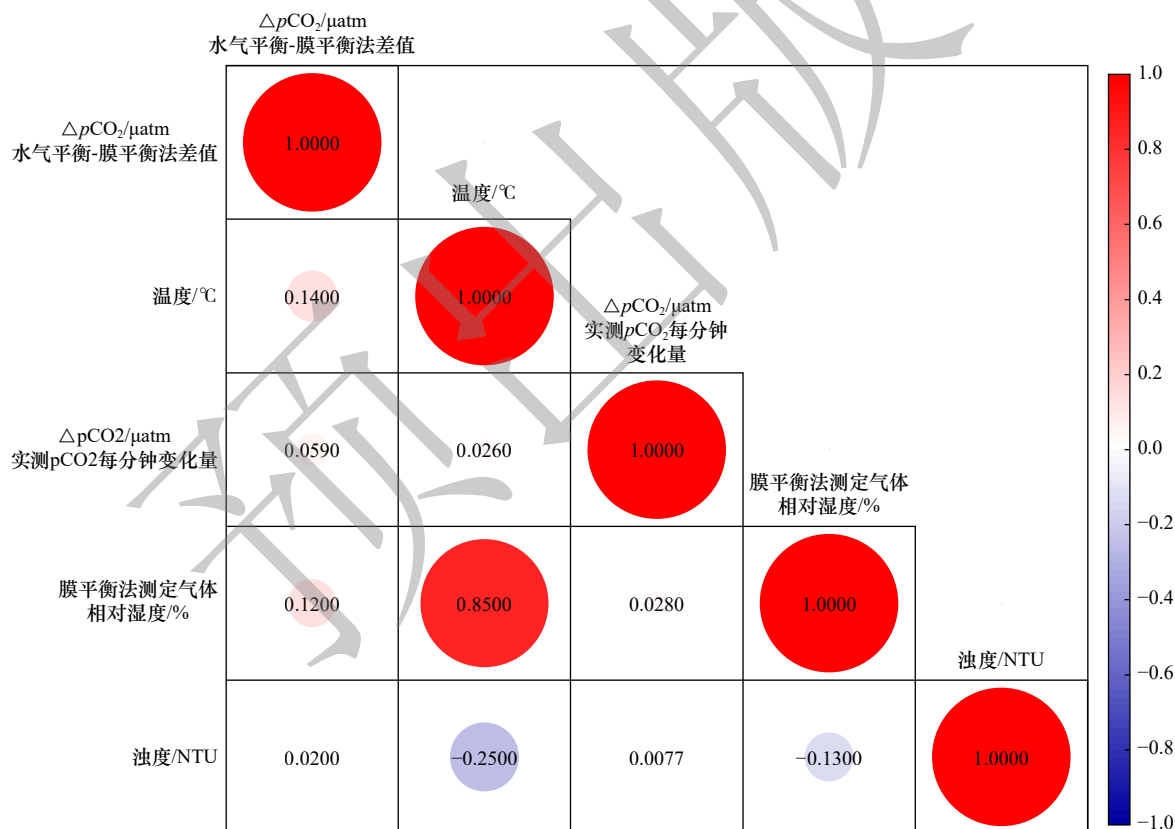 △pCO₂/μatm
水气平衡-膜平衡法差值
△pCO₂/μatm
水气平衡-膜平衡法差值
1.0000
温度/℃
温度/℃
0.1400
1.0000
△pCO₂/μatm
实测pCO₂每分钟
变化量
△pCO2/μatm
实测pCO2每分钟变化量
0.0590
0.0260
1.0000
膜平衡法测定气体
相对湿度/%
膜平衡法测定气体
相对湿度/%
0.1200
0.8500
0.0280
1.0000
浊度/NTU
浊度/NTU
0.0200
−0.2500
0.0077
−0.1300
1.0000
1.0
0.8
0.6
0.4
0.2
0.0
−0.2
−0.4
−0.6
−0.8
−1.0
预出版